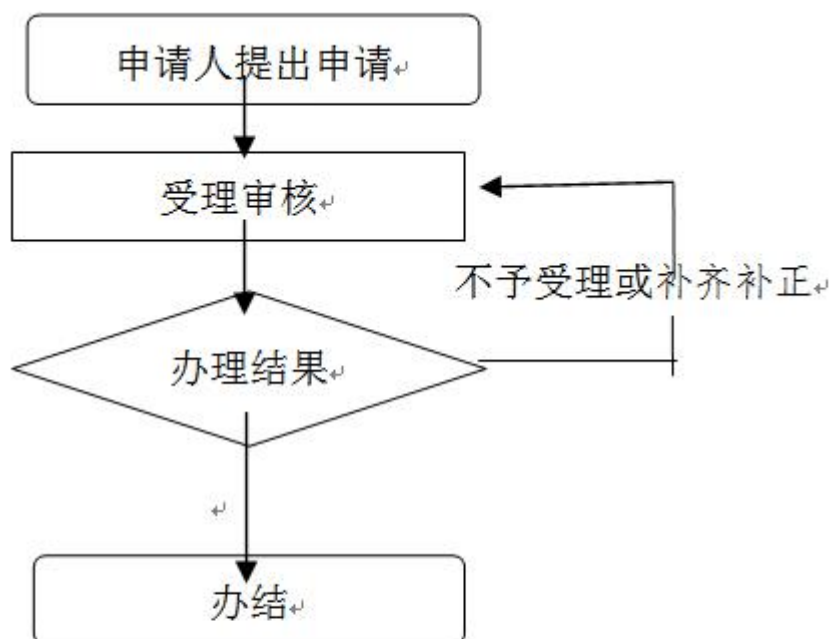 申请人提出申请
受理审核
不予受理或补齐补正
办理结果
办结